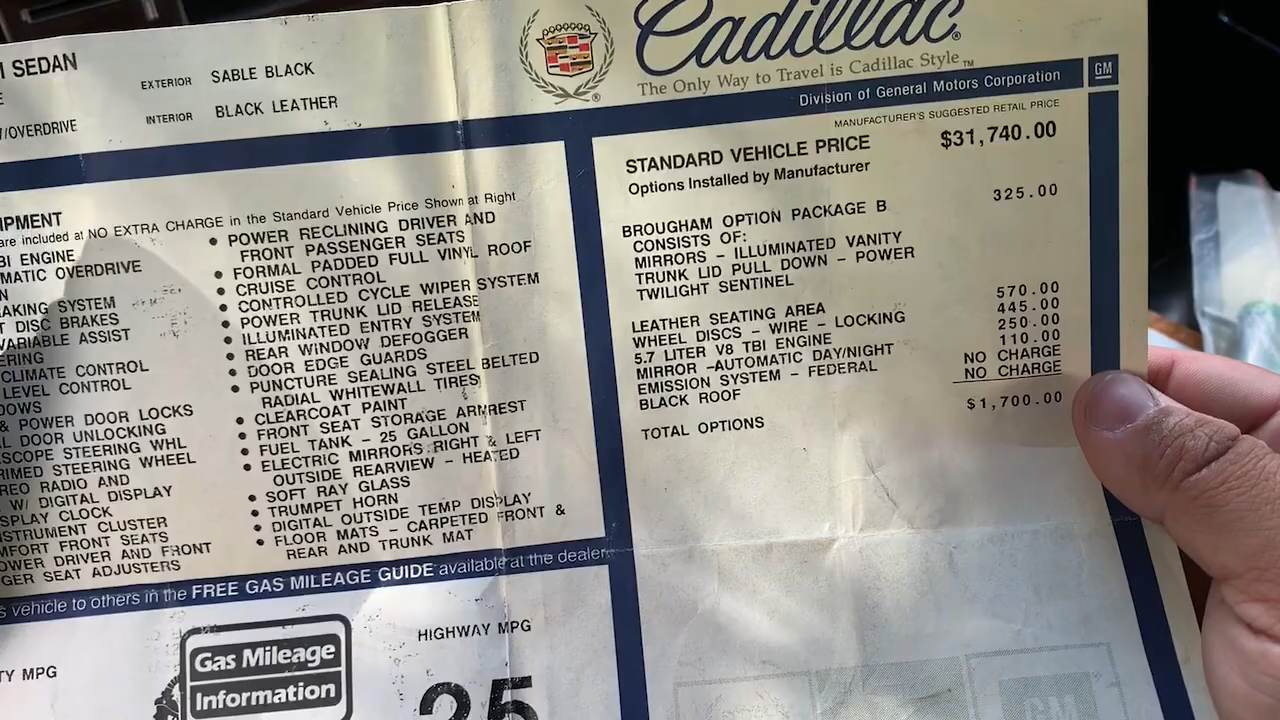 SEDAN
EXTERIOR SABLE BLACK
INTERIOR BLACK LEATHER
/OVERDRIVE
Cadillac®
The Only Way to Travel is Cadillac Style™
Division of General Motors Corporation
GM
IPMENT
are included at NO EXTRA CHARGE in the Standard Vehicle Price Shown at Right
BI ENGINE
MATIC OVERDRIVE
N
AKING SYSTEM
T DISC BRAKES
VARIABLE ASSIST
ERING
CLIMATE CONTROL
LEVEL CONTROL
DOWS
& POWER DOOR LOCKS
L DOOR UNLOCKING
SCOPE STEERING WHL
RIMED STEERING WHEEL
REO RADIO AND
W/ DIGITAL DISPLAY
SPLAY CLOCK
NSTRUMENT CLUSTER
MFORT FRONT SEATS
OWER DRIVER AND FRONT
GER SEAT ADJUSTERS
• POWER RECLINING DRIVER AND
FRONT PASSENGER SEATS
• FORMAL PADDED FULL VINYL ROOF
• CRUISE CONTROL
• CONTROLLED CYCLE WIPER SYSTEM
• POWER TRUNK LID RELEASE
• ILLUMINATED ENTRY SYSTEM
• REAR WINDOW DEFOGGER
• DOOR EDGE GUARDS
• PUNCTURE SEALING STEEL BELTED
RADIAL WHITEWALL TIRES
• CLEARCOAT PAINT
• FRONT SEAT STORAGE ARMREST
• FUEL TANK – 25 GALLON
• ELECTRIC MIRRORS RIGHT & LEFT
OUTSIDE REARVIEW – HEATED
• SOFT RAY GLASS
• TRUMPET HORN
• DIGITAL OUTSIDE TEMP DISPLAY
• FLOOR MATS – CARPETED FRONT &
REAR AND TRUNK MAT
MANUFACTURER'S SUGGESTED RETAIL PRICE
STANDARD VEHICLE PRICE $31,740.00
Options Installed by Manufacturer
BROUGHAM OPTION PACKAGE B 325.00
CONSISTS OF:
MIRRORS – ILLUMINATED VANITY
TRUNK LID PULL DOWN – POWER
TWILIGHT SENTINEL
LEATHER SEATING AREA 570.00
WHEEL DISCS – WIRE – LOCKING 445.00
5.7 LITER V8 TBI ENGINE 250.00
MIRROR –AUTOMATIC DAY/NIGHT 110.00
EMISSION SYSTEM – FEDERAL NO CHARGE
BLACK ROOF NO CHARGE
TOTAL OPTIONS $1,700.00
s vehicle to others in the FREE GAS MILEAGE GUIDE available at the dealer.
TY MPG
Gas Mileage
Information
HIGHWAY MPG
25
GM